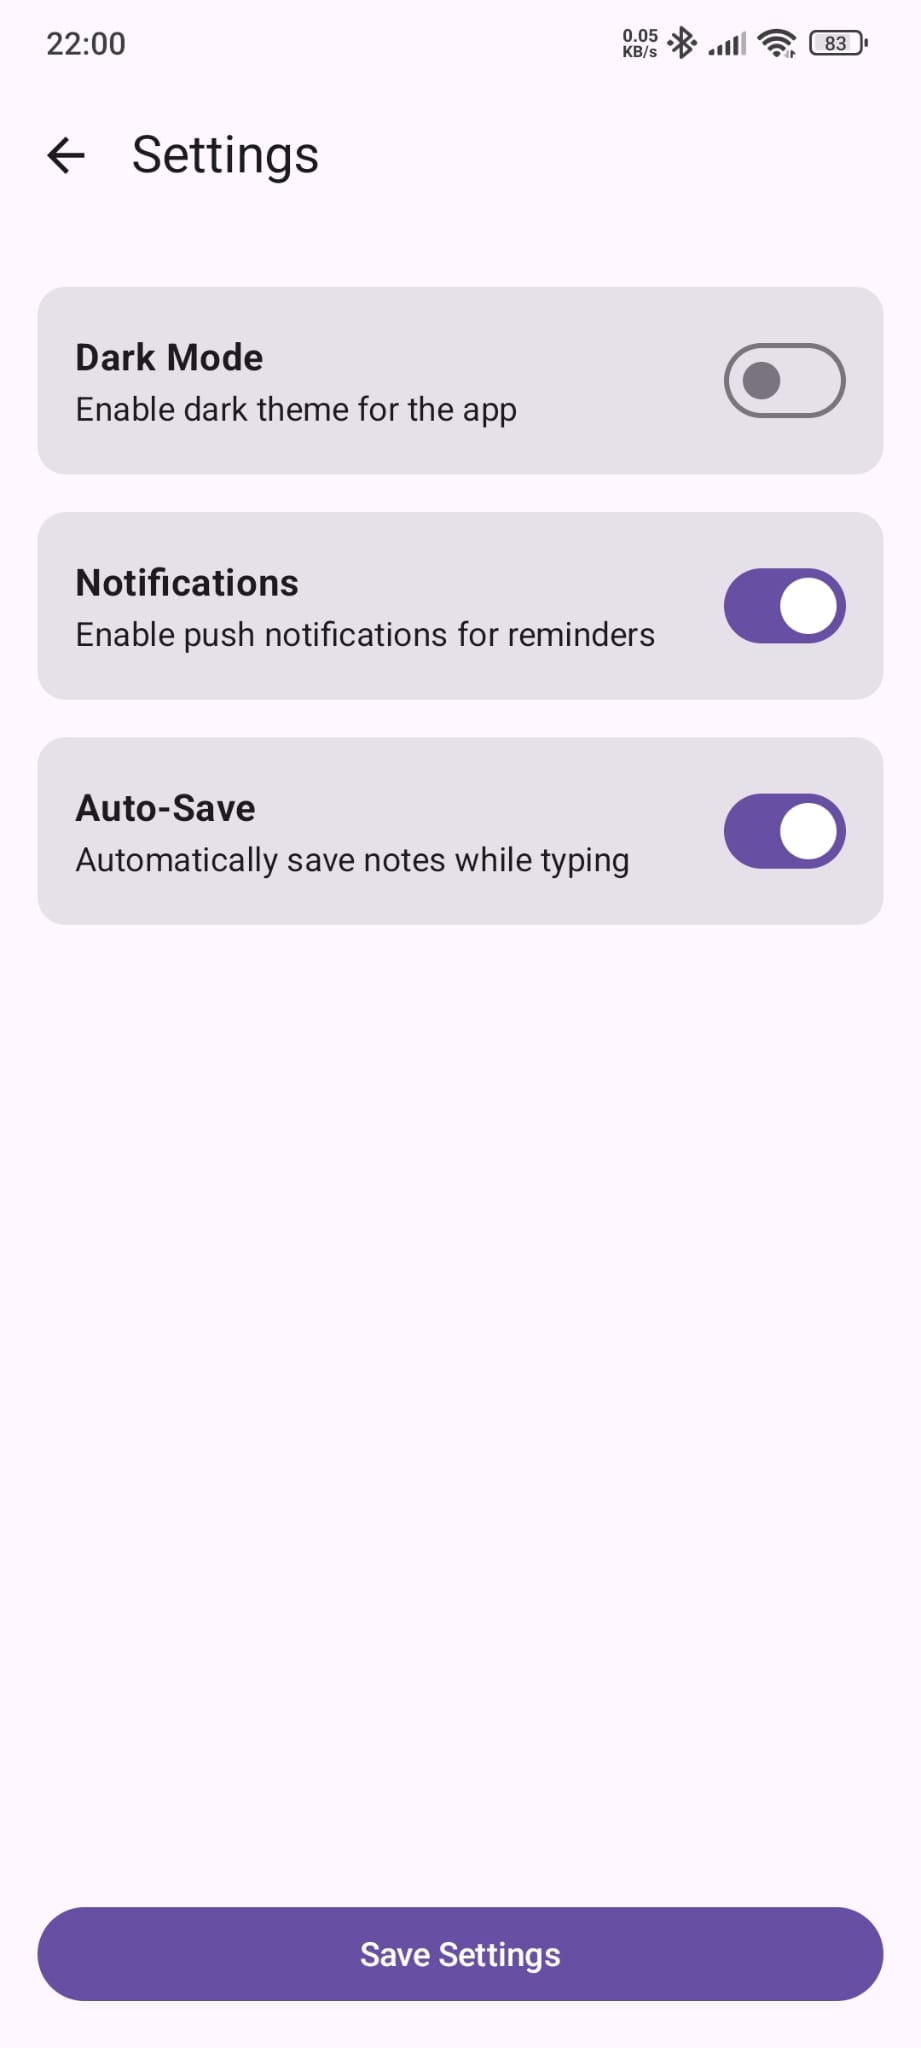 22:00
0.05
KB/s
83
Settings
Dark Mode
Enable dark theme for the app
Notifications
Enable push notifications for reminders
Auto-Save
Automatically save notes while typing
Save Settings